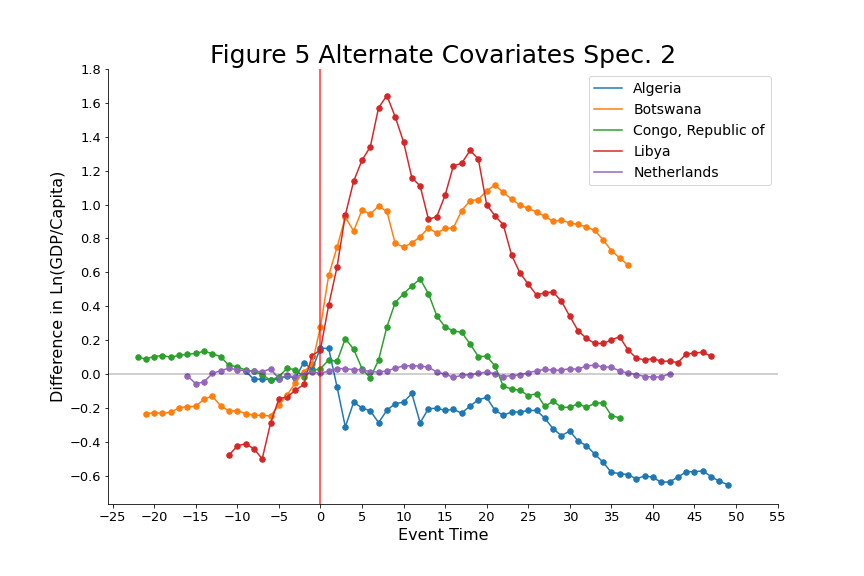 Figure 5 Alternate Covariates Spec. 2
Difference in Ln(GDP/Capita)
1.8
1.6
1.4
1.2
1.0
0.8
0.6
0.4
0.2
0.0
−0.2
−0.4
−0.6
Algeria
Botswana
Congo, Republic of
Libya
Netherlands
−25 −20 −15 −10 −5 0 5 10 15 20 25 30 35 40 45 50 55
Event Time